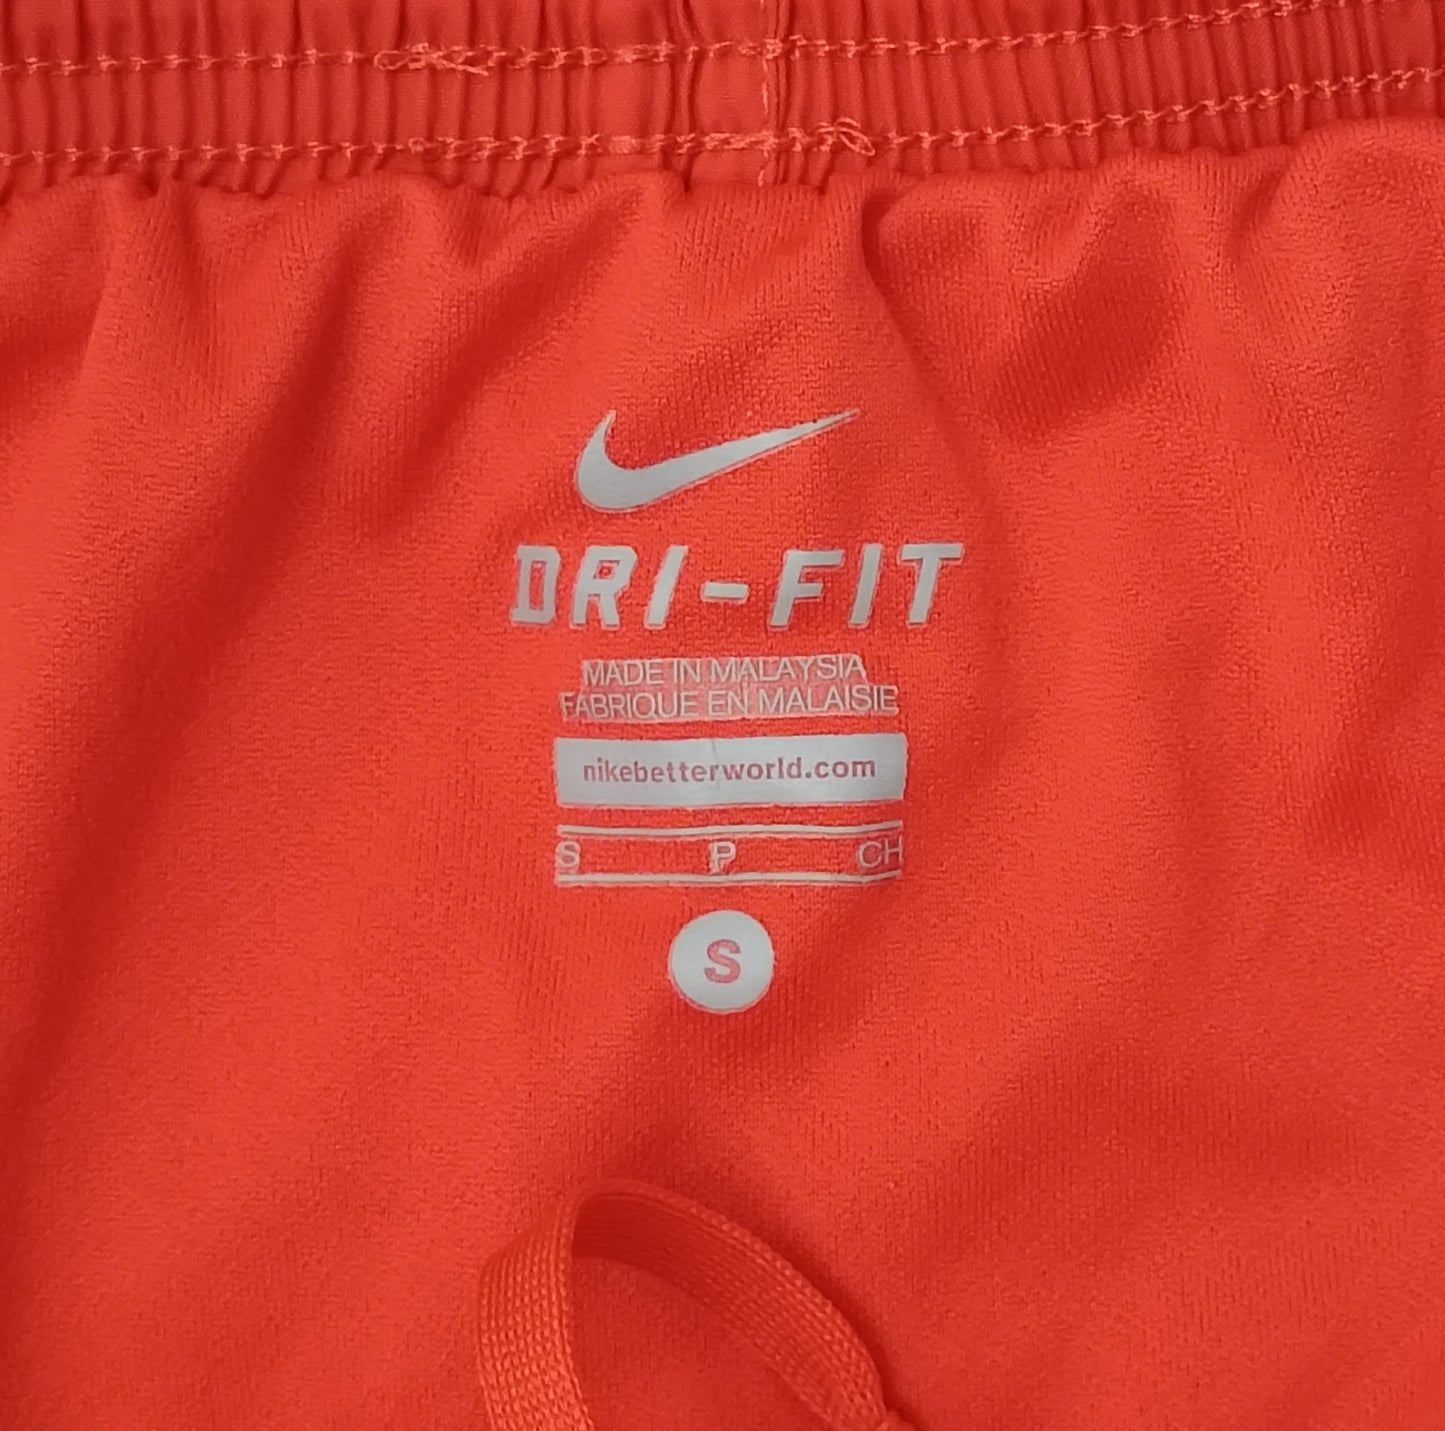 DRI-FIT
MADE IN MALAYSIA
FABRIQUE EN MALAISIE
nikebetterworld.com
S P CH
S